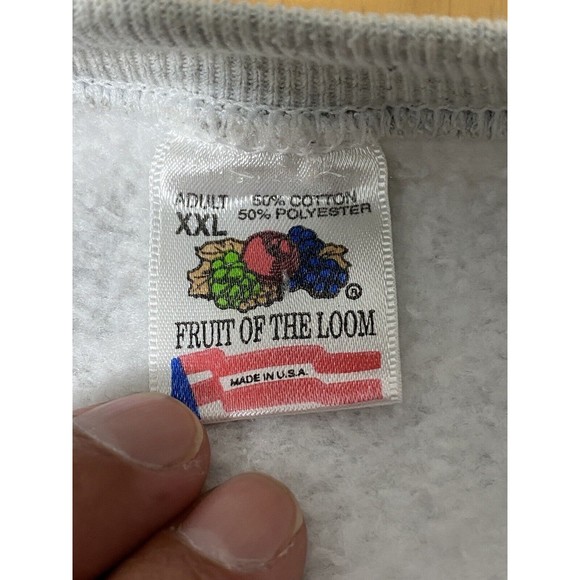 ADULT 50% COTTON
XXL 50% POLYESTER
®
FRUIT OF THE LOOM
MADE IN U.S.A.